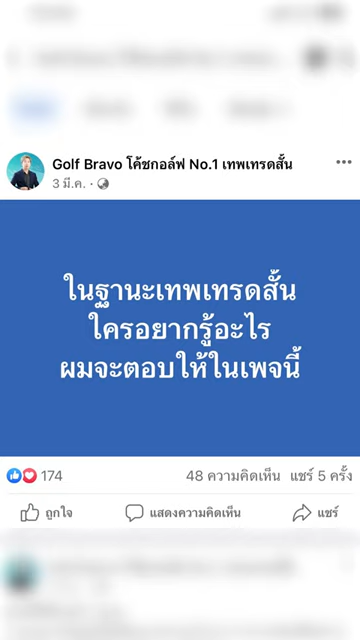 Golf Bravo โค้ชกอล์ฟ No.1 เทพเทรดสั้น
3 มี.ค. ·
ในฐานะเทพเทรดสั้น
ใครอยากรู้อะไร
ผมจะตอบให้ในเพจนี้
174 48 ความคิดเห็น แชร์ 5 ครั้ง
ถูกใจ แสดงความคิดเห็น แชร์